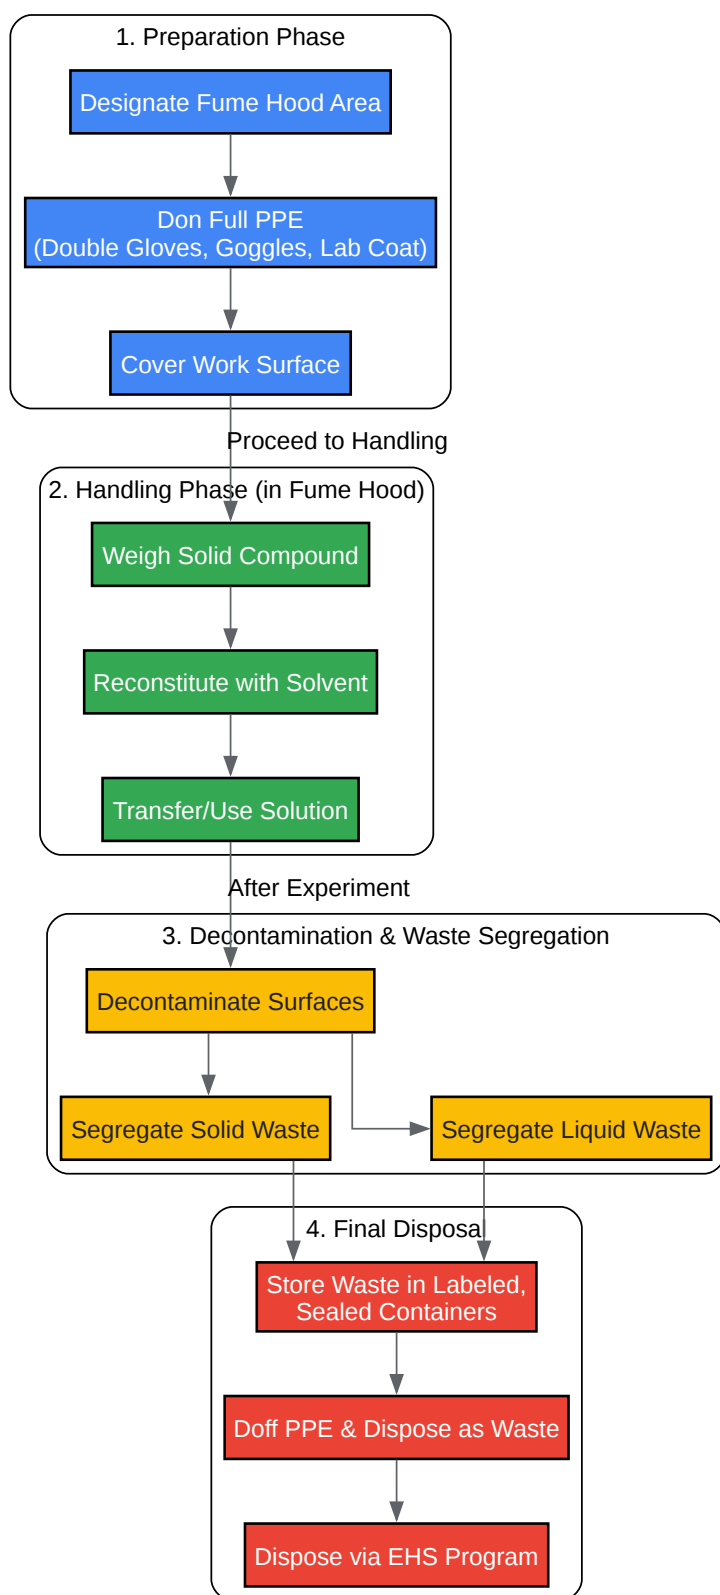 1. Preparation Phase
Designate Fume Hood Area
Don Full PPE
(Double Gloves, Goggles, Lab Coat)
Cover Work Surface
Proceed to Handling
2. Handling Phase (in Fume Hood)
Weigh Solid Compound
Reconstitute with Solvent
Transfer/Use Solution
After Experiment
3. Decontamination & Waste Segregation
Decontaminate Surfaces
Segregate Solid Waste
Segregate Liquid Waste
4. Final Disposal
Store Waste in Labeled,
Sealed Containers
Doff PPE & Dispose as Waste
Dispose via EHS Program